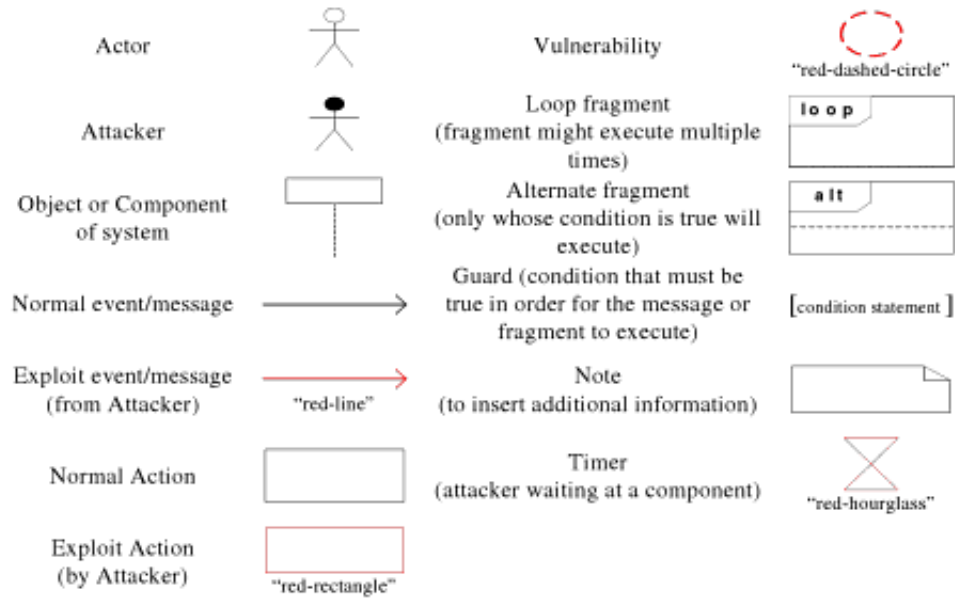 Actor
Vulnerability
“red-dashed-circle”
Attacker
Loop fragment
(fragment might execute multiple
times)
loop
Object or Component
of system
Alternate fragment
(only whose condition is true will
execute)
alt
Normal event/message
Guard (condition that must be
true in order for the message or
fragment to execute)
[condition statement ]
Exploit event/message
(from Attacker)
“red-line”
Note
(to insert additional information)
Normal Action
Timer
(attacker waiting at a component)
“red-hourglass”
Exploit Action
(by Attacker)
“red-rectangle”